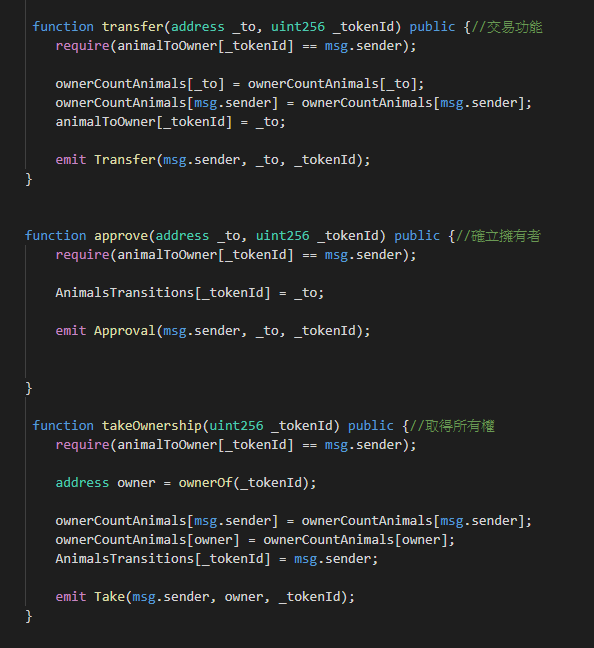 function transfer(address _to, uint256 _tokenId) public {//交易功能
require(animalToOwner[_tokenId] == msg.sender);
ownerCountAnimals[_to] = ownerCountAnimals[_to];
ownerCountAnimals[msg.sender] = ownerCountAnimals[msg.sender];
animalToOwner[_tokenId] = _to;
emit Transfer(msg.sender, _to, _tokenId);
}
function approve(address _to, uint256 _tokenId) public {//確立擁有者
require(animalToOwner[_tokenId] == msg.sender);
AnimalsTransitions[_tokenId] = _to;
emit Approval(msg.sender, _to, _tokenId);
}
function takeOwnership(uint256 _tokenId) public {//取得所有權
require(animalToOwner[_tokenId] == msg.sender);
address owner = ownerOf(_tokenId);
ownerCountAnimals[msg.sender] = ownerCountAnimals[msg.sender];
ownerCountAnimals[owner] = ownerCountAnimals[owner];
AnimalsTransitions[_tokenId] = msg.sender;
emit Take(msg.sender, owner, _tokenId);
}